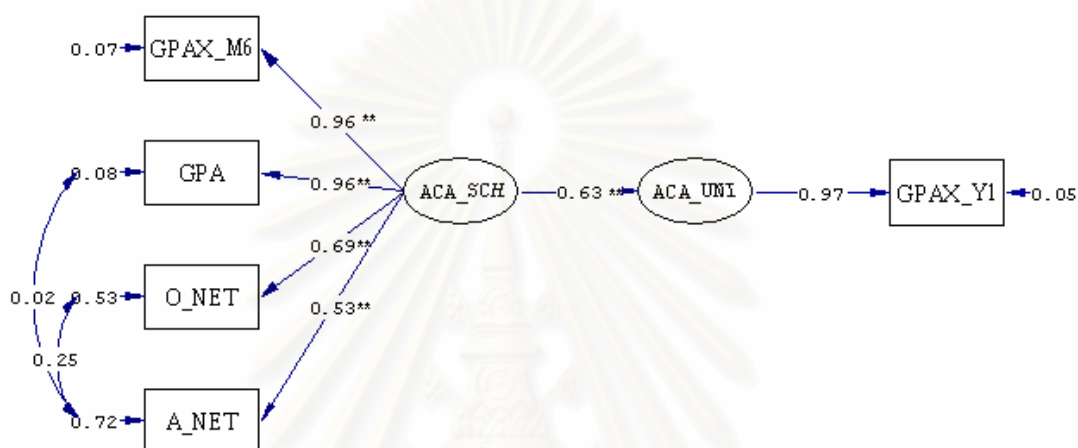 0.07
GPAX_M6
0.96 **
0.08
GPA
0.96**
ACA_SCH
0.63 **
ACA_UNI
0.97
GPAX_Y1
0.05
0.69**
0.02
0.53
O_NET
0.53**
0.25
0.72
A_NET